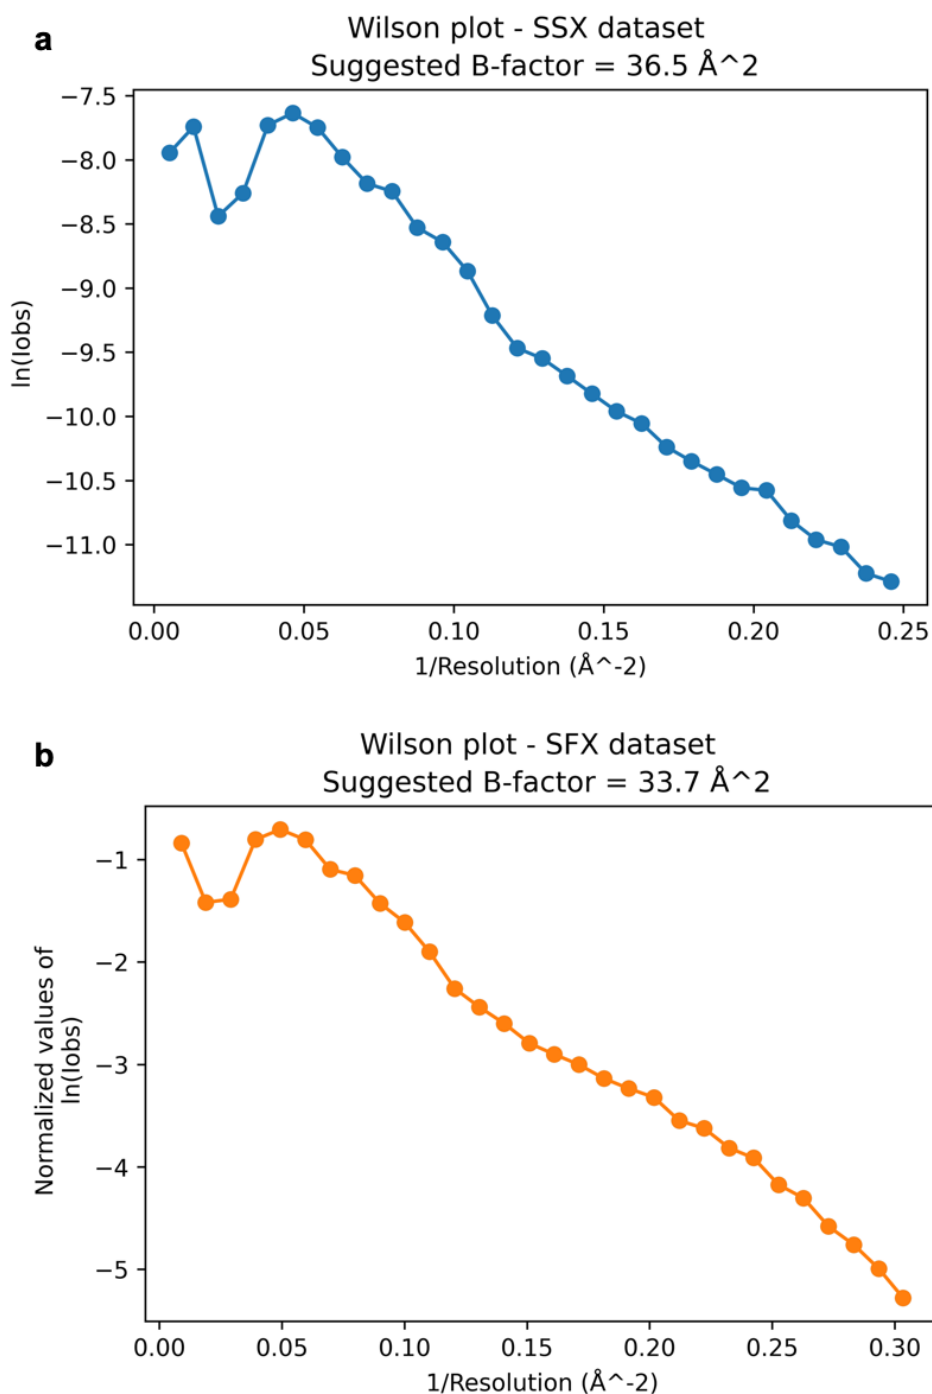 a
Wilson plot - SSX dataset
Suggested B-factor = 36.5 Å^2
−7.5
−8.0
−8.5
−9.0
−9.5
−10.0
−10.5
−11.0
ln(Iobs)
0.00 0.05 0.10 0.15 0.20 0.25
1/Resolution (Å^-2)
b
Wilson plot - SFX dataset
Suggested B-factor = 33.7 Å^2
−1
−2
−3
−4
−5
Normalized values of
ln(Iobs)
0.00 0.05 0.10 0.15 0.20 0.25 0.30
1/Resolution (Å^-2)